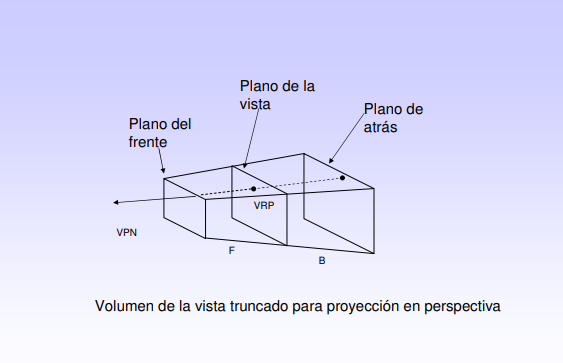 Plano de la
vista
Plano de
atrás
Plano del
frente
VRP
VPN
F
B
Volumen de la vista truncado para proyección en perspectiva